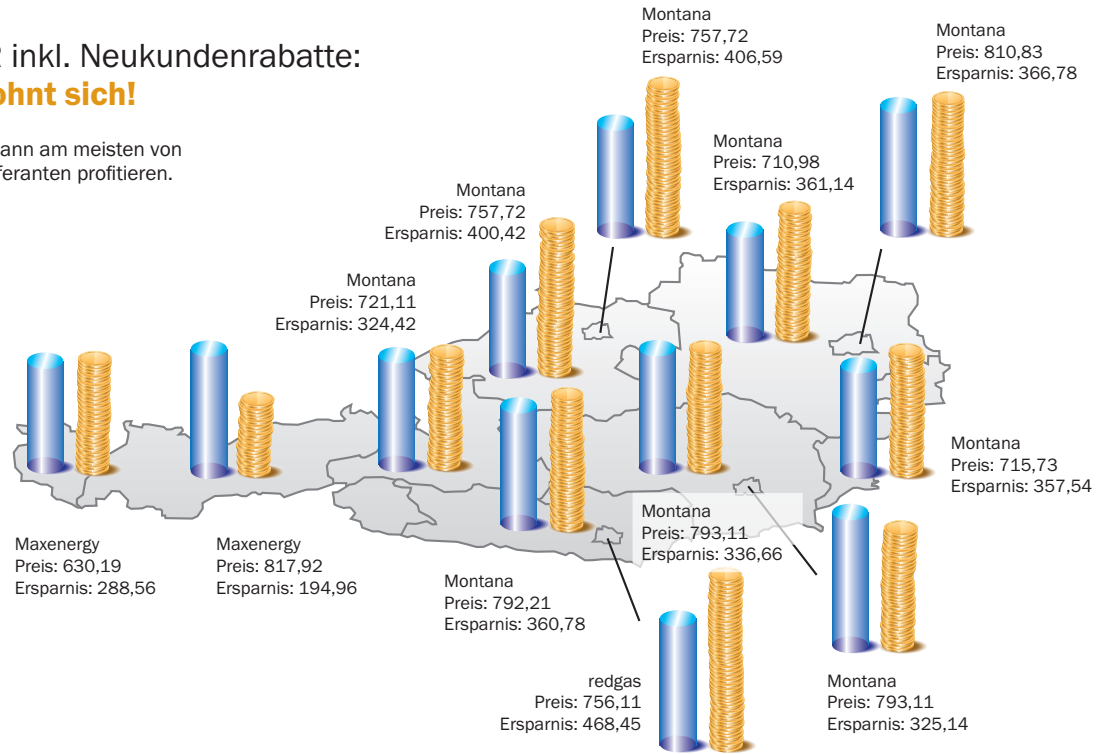 inkl. Neukundenrabatte:
sich!
am meisten von
profitieren.
Montana
Preis: 757,72
Ersparnis: 406,59
Montana
Preis: 810,83
Ersparnis: 366,78
Montana
Preis: 710,98
Ersparnis: 361,14
Montana
Preis: 757,72
Ersparnis: 400,42
Montana
Preis: 721,11
Ersparnis: 324,42
Montana
Preis: 715,73
Ersparnis: 357,54
Montana
Preis: 793,11
Ersparnis: 336,66
Maxenergy
Preis: 630,19
Ersparnis: 288,56
Maxenergy
Preis: 817,92
Ersparnis: 194,96
Montana
Preis: 792,21
Ersparnis: 360,78
redgas
Preis: 756,11
Ersparnis: 468,45
Montana
Preis: 793,11
Ersparnis: 325,14